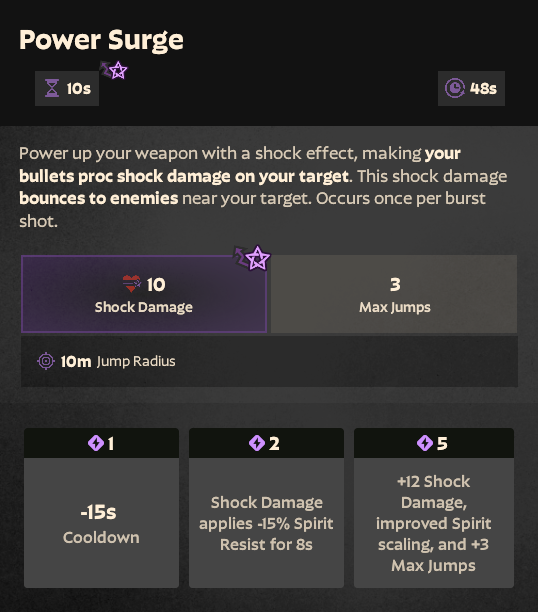 Power Surge
10s
48s
Power up your weapon with a shock effect, making your
bullets proc shock damage on your target. This shock damage
bounces to enemies near your target. Occurs once per burst
shot.
10
Shock Damage
3
Max Jumps
10m Jump Radius
1
-15s
Cooldown
2
Shock Damage
applies -15% Spirit
Resist for 8s
5
+12 Shock
Damage,
improved Spirit
scaling, and +3
Max Jumps